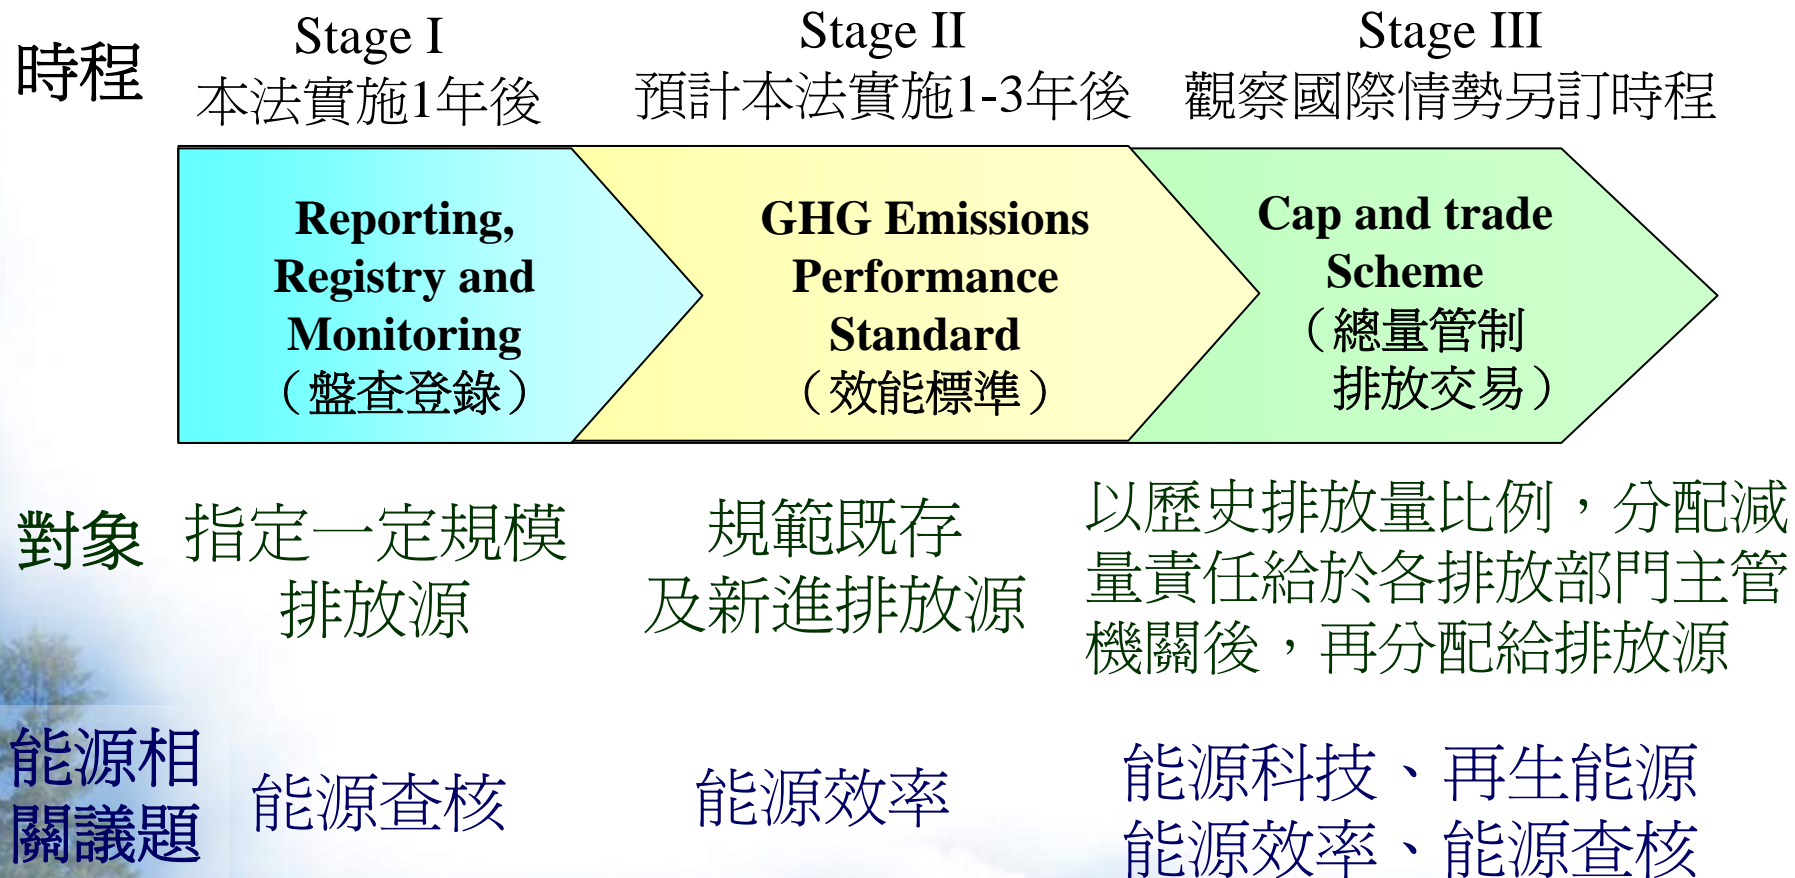 時程
Stage I
本法實施1年後
Stage II
預計本法實施1-3年後
Stage III
觀察國際情勢另訂時程
Reporting,
Registry and
Monitoring
（盤查登錄）
GHG Emissions
Performance
Standard
（效能標準）
Cap and trade
Scheme
（總量管制
排放交易）
對象
指定一定規模
排放源
規範既存
及新進排放源
以歷史排放量比例，分配減
量責任給於各排放部門主管
機關後，再分配給排放源
能源相
關議題
能源查核
能源效率
能源科技、再生能源
能源效率、能源查核